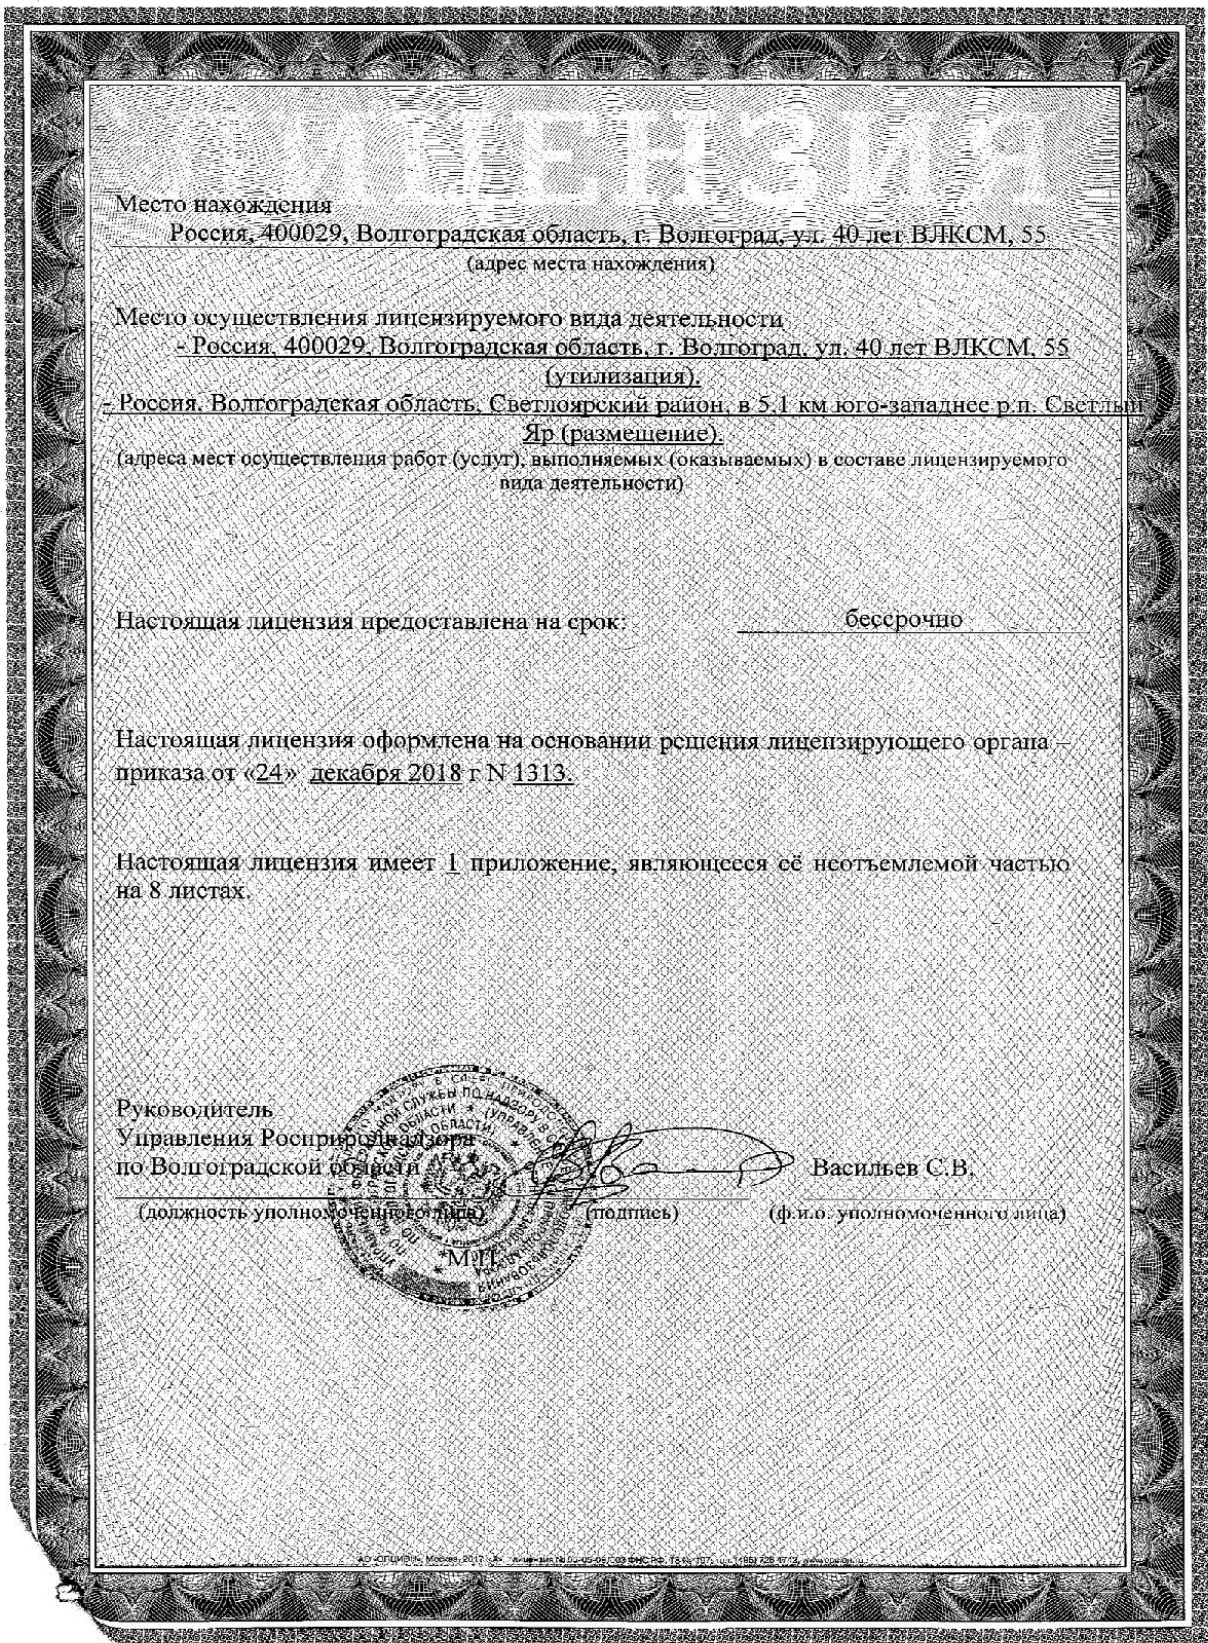 ЛИЦЕНЗИЯ
Место нахождения
Россия, 400029, Волгоградская область, г. Волгоград, ул. 40 лет ВЛКСМ, 55
(адрес места нахождения)
Место осуществления лицензируемого вида деятельности
- Россия, 400029, Волгоградская область, г. Волгоград, ул. 40 лет ВЛКСМ, 55
(утилизация).
- Россия, Волгоградская область, Светлоярский район, в 5,1 км юго-западнее р.п. Светлый
Яр (размещение).
(адреса мест осуществления работ (услуг), выполняемых (оказываемых) в составе лицензируемого
вида деятельности)
Настоящая лицензия предоставлена на срок: бессрочно
Настоящая лицензия оформлена на основании решения лицензирующего органа –
приказа от «24» декабря 2018 г N 1313.
Настоящая лицензия имеет 1 приложение, являющееся её неотъемлемой частью
на 8 листах.
Руководитель
Управления Росприроднадзора
по Волгоградской области Васильев С.В.
(должность уполномоченного лица) (подпись) (ф.и.о. уполномоченного лица)
М.П.
АО «ОПЦИОН», Москва, 2017